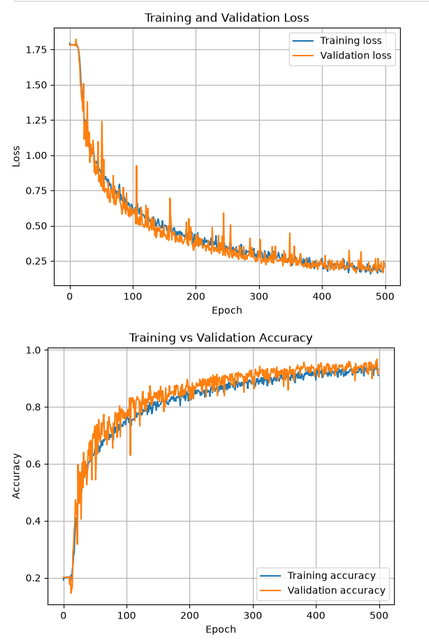 Training and Validation Loss
Training loss
Validation loss
1.75
1.50
1.25
1.00
0.75
0.50
0.25
Loss
0 100 200 300 400 500
Epoch
Training vs Validation Accuracy
1.0
0.8
0.6
0.4
0.2
Accuracy
Training accuracy
Validation accuracy
0 100 200 300 400 500
Epoch